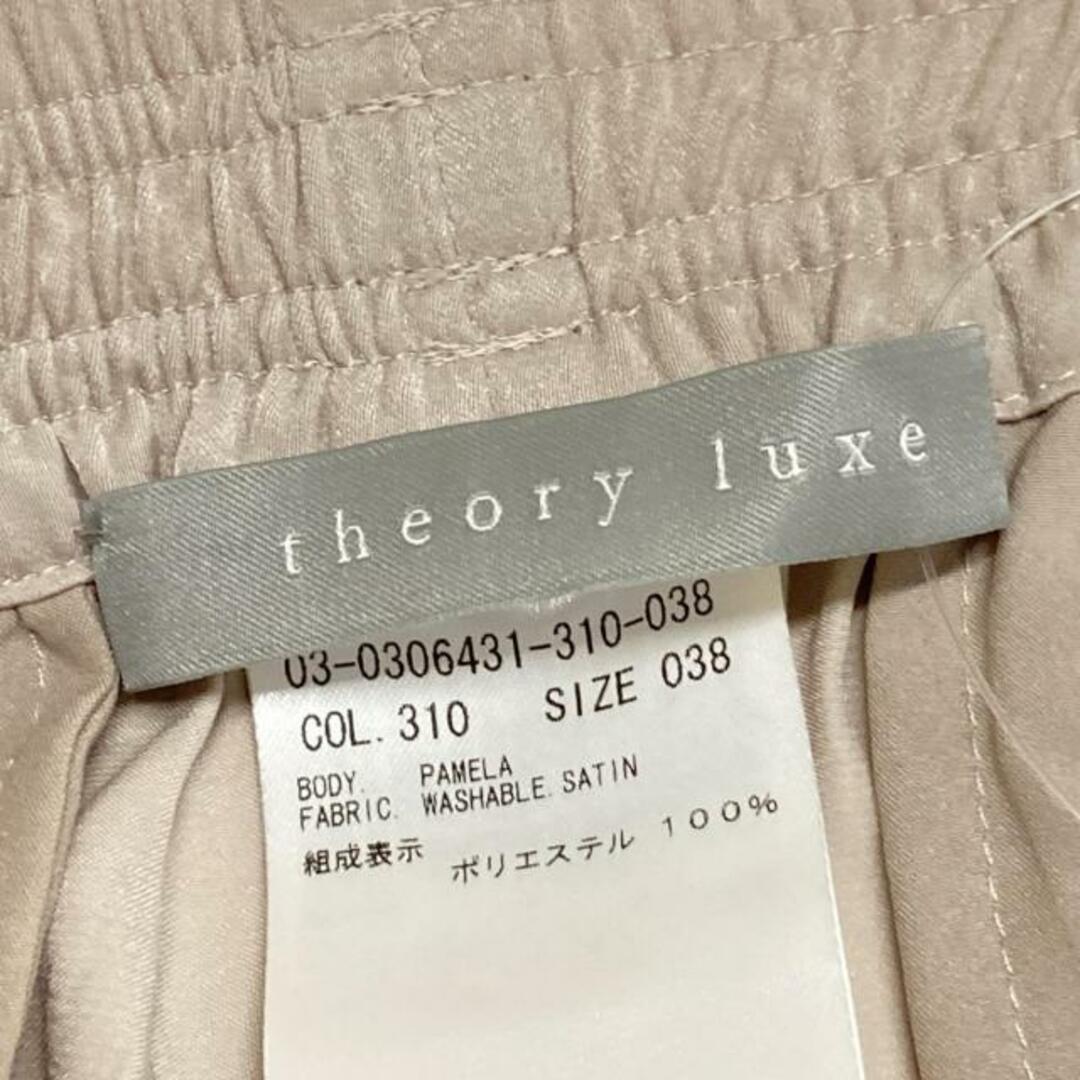 theory luxe
03-0306431-310-038
COL. 310 SIZE 038
BODY. PAMELA
FABRIC. WASHABLE.SATIN
組成表示 ポリエステル 100%